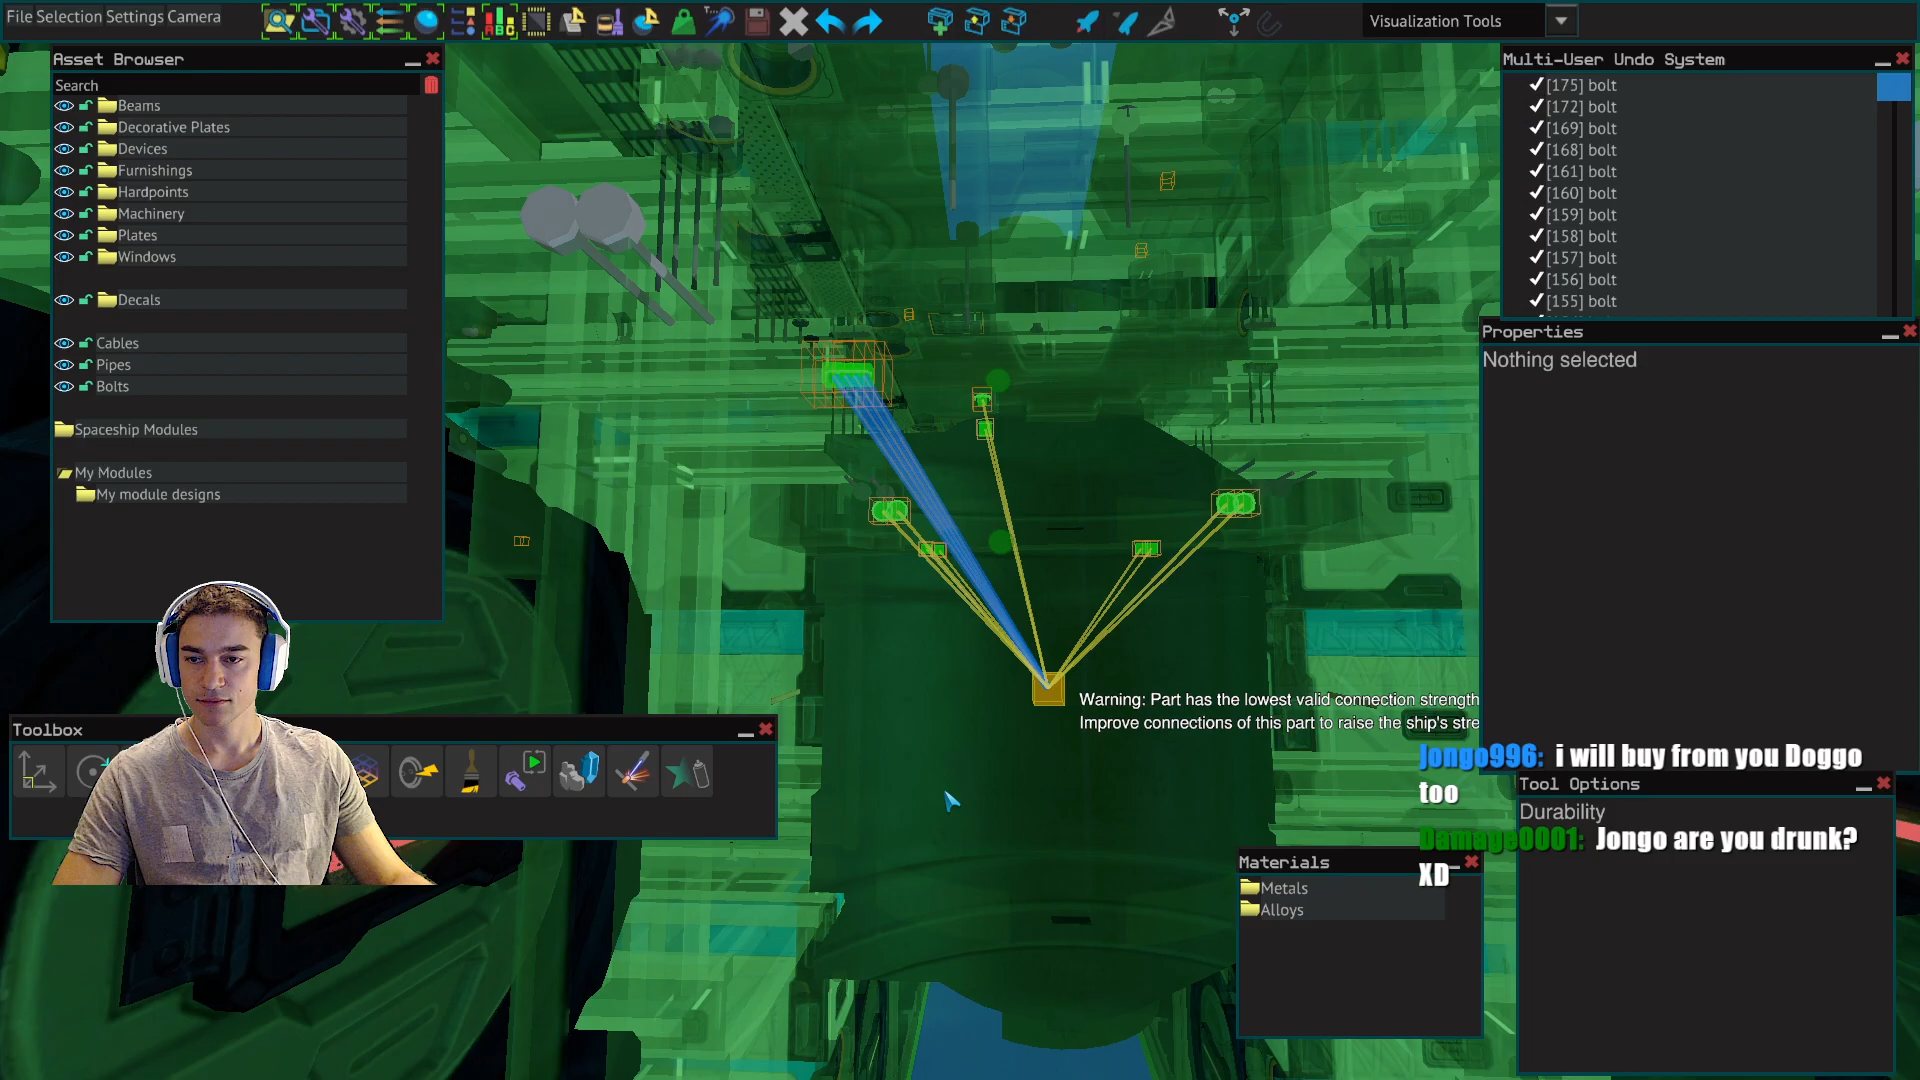 File Selection Settings Camera
Visualization Tools
Asset Browser
Search
Beams
Decorative Plates
Devices
Furnishings
Hardpoints
Machinery
Plates
Windows
Decals
Cables
Pipes
Bolts
Spaceship Modules
My Modules
My module designs
Multi-User Undo System
[175] bolt
[172] bolt
[169] bolt
[168] bolt
[161] bolt
[160] bolt
[159] bolt
[158] bolt
[157] bolt
[156] bolt
[155] bolt
Properties
Nothing selected
Warning: Part has the lowest valid connection strength
Improve connections of this part to raise the ship's stre
Toolbox
Jongo996: i will buy from you Doggo
too
Damage0001: Jongo are you drunk?
XD
Tool Options
Durability
Materials
Metals
Alloys
ABC